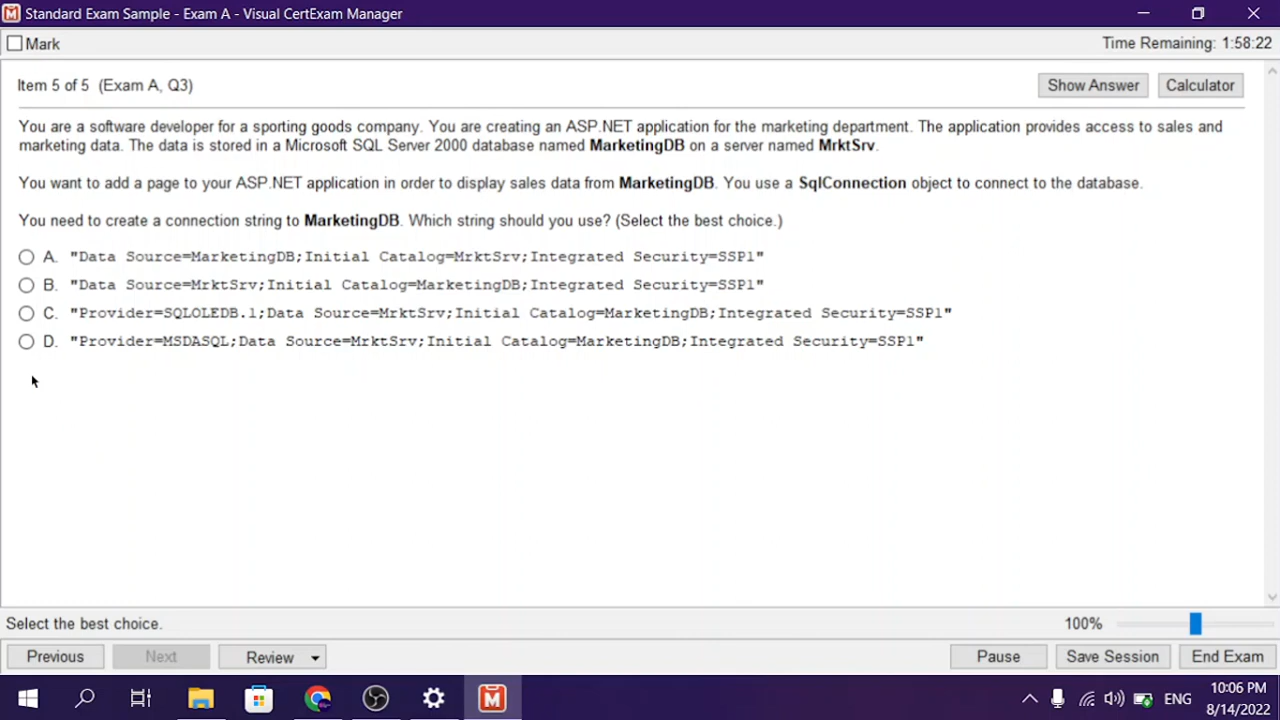 Standard Exam Sample - Exam A - Visual CertExam Manager
Mark
Time Remaining: 1:58:22
Item 5 of 5 (Exam A, Q3)
Show Answer
Calculator
You are a software developer for a sporting goods company. You are creating an ASP.NET application for the marketing department. The application provides access to sales and
marketing data. The data is stored in a Microsoft SQL Server 2000 database named MarketingDB on a server named MrktSrv.
You want to add a page to your ASP.NET application in order to display sales data from MarketingDB. You use a SqlConnection object to connect to the database.
You need to create a connection string to MarketingDB. Which string should you use? (Select the best choice.)
A. "Data Source=MarketingDB;Initial Catalog=MrktSrv;Integrated Security=SSP1"
B. "Data Source=MrktSrv;Initial Catalog=MarketingDB;Integrated Security=SSP1"
C. "Provider=SQLOLEDB.1;Data Source=MrktSrv;Initial Catalog=MarketingDB;Integrated Security=SSP1"
D. "Provider=MSDASQL;Data Source=MrktSrv;Initial Catalog=MarketingDB;Integrated Security=SSP1"
Select the best choice.
100%
Previous
Next
Review
Pause
Save Session
End Exam
ENG
10:06 PM
8/14/2022